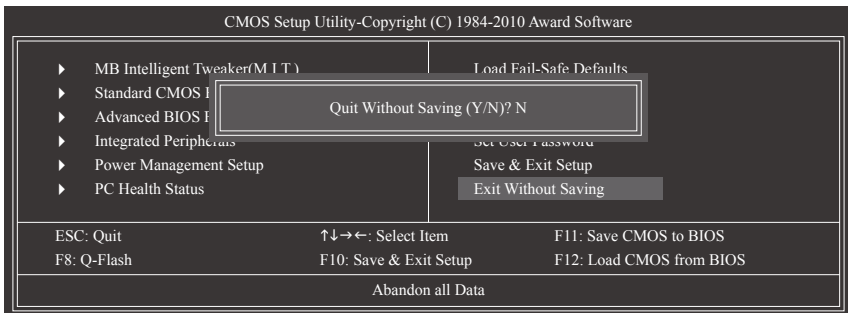 CMOS Setup Utility-Copyright (C) 1984-2010 Award Software
MB Intelligent Tweaker(M.I.T.)
Standard CMOS
Advanced BIOS
Integrated Peripherals
Power Management Setup
PC Health Status
Load Fail-Safe Defaults
Set User Password
Save & Exit Setup
Exit Without Saving
Quit Without Saving (Y/N)? N
ESC: Quit
↑↓→←: Select Item
F11: Save CMOS to BIOS
F8: Q-Flash
F10: Save & Exit Setup
F12: Load CMOS from BIOS
Abandon all Data